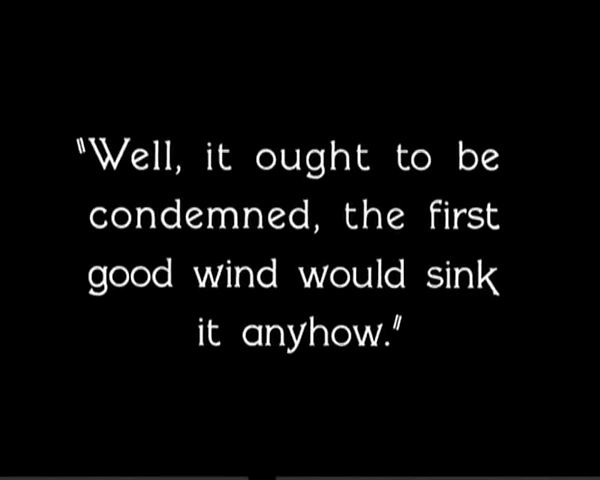 "Well, it ought to be
condemned, the first
good wind would sink
it anyhow."